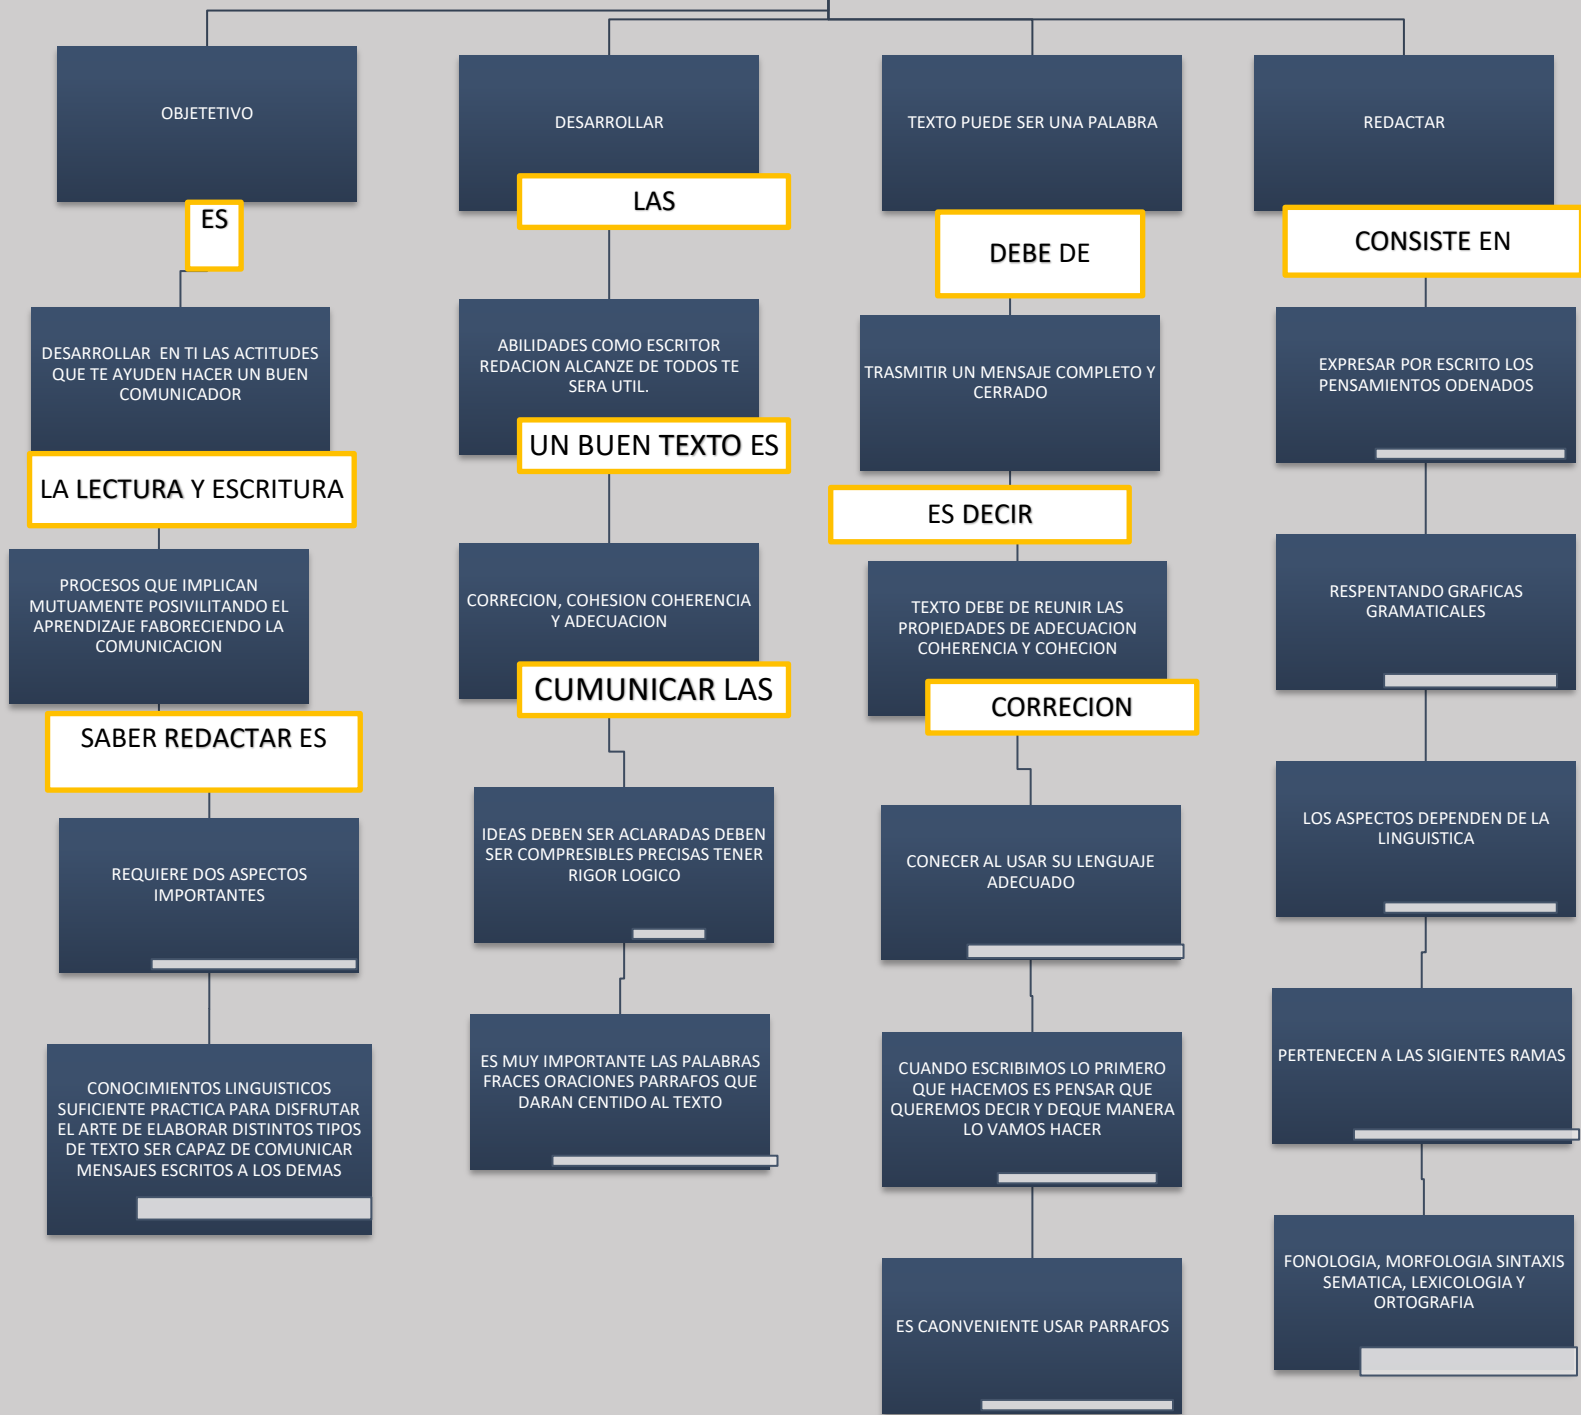 OBJETETIVO
ES
DESARROLLAR EN TI LAS ACTITUDES
QUE TE AYUDEN HACER UN BUEN
COMUNICADOR
LA LECTURA Y ESCRITURA
PROCESOS QUE IMPLICAN
MUTUAMENTE POSIVILITANDO EL
APRENDIZAJE FABORECIENDO LA
COMUNICACION
SABER REDACTAR ES
REQUIERE DOS ASPECTOS
IMPORTANTES
CONOCIMIENTOS LINGUISTICOS
SUFICIENTE PRACTICA PARA DISFRUTAR
EL ARTE DE ELABORAR DISTINTOS TIPOS
DE TEXTO SER CAPAZ DE COMUNICAR
MENSAJES ESCRITOS A LOS DEMAS
DESARROLLAR
LAS
ABILIDADES COMO ESCRITOR
REDACION ALCANZE DE TODOS TE
SERA UTIL.
UN BUEN TEXTO ES
CORRECION, COHESION COHERENCIA
Y ADECUACION
CUMUNICAR LAS
IDEAS DEBEN SER ACLARADAS DEBEN
SER COMPRESIBLES PRECISAS TENER
RIGOR LOGICO
ES MUY IMPORTANTE LAS PALABRAS
FRACES ORACIONES PARRAFOS QUE
DARAN CENTIDO AL TEXTO
TEXTO PUEDE SER UNA PALABRA
DEBE DE
TRASMITIR UN MENSAJE COMPLETO Y
CERRADO
ES DECIR
TEXTO DEBE DE REUNIR LAS
PROPIEDADES DE ADECUACION
COHERENCIA Y COHECION
CORRECION
CONECER AL USAR SU LENGUAJE
ADECUADO
CUANDO ESCRIBIMOS LO PRIMERO
QUE HACEMOS ES PENSAR QUE
QUEREMOS DECIR Y DEQUE MANERA
LO VAMOS HACER
ES CAONVENIENTE USAR PARRAFOS
REDACTAR
CONSISTE EN
EXPRESAR POR ESCRITO LOS
PENSAMIENTOS ODENADOS
RESPENTANDO GRAFICAS
GRAMATICALES
LOS ASPECTOS DEPENDEN DE LA
LINGUISTICA
PERTENECEN A LAS SIGIENTES RAMAS
FONOLOGIA, MORFOLOGIA SINTAXIS
SEMATICA, LEXICOLOGIA Y
ORTOGRAFIA